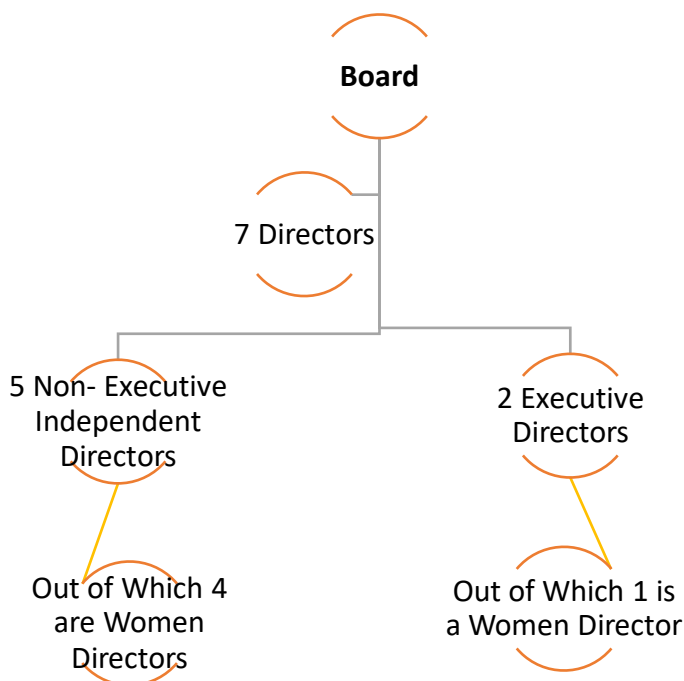 Board
7 Directors
5 Non- Executive
Independent
Directors
2 Executive
Directors
Out of Which 4
are Women
Directors
Out of Which 1 is
a Women Director